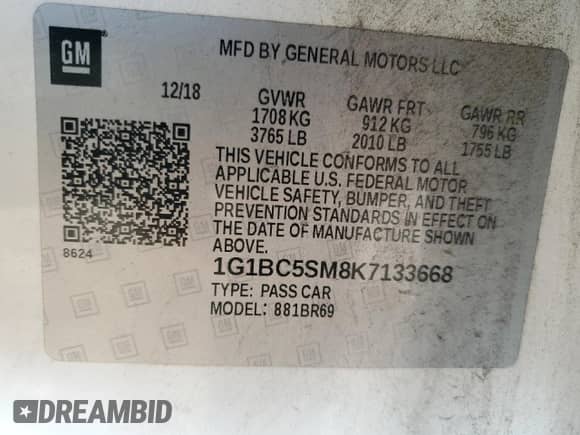 GM
MFD BY GENERAL MOTORS LLC
12/18
GVWR GAWR FRT GAWR RR
1708 KG 912 KG 796 KG
3765 LB 2010 LB 1755 LB
THIS VEHICLE CONFORMS TO ALL
APPLICABLE U.S. FEDERAL MOTOR
VEHICLE SAFETY, BUMPER, AND THEFT
PREVENTION STANDARDS IN EFFECT ON
THE DATE OF MANUFACTURE SHOWN
ABOVE.
8624
1G1BC5SM8K7133668
TYPE: PASS CAR
MODEL: 881BR69
DREAMBID